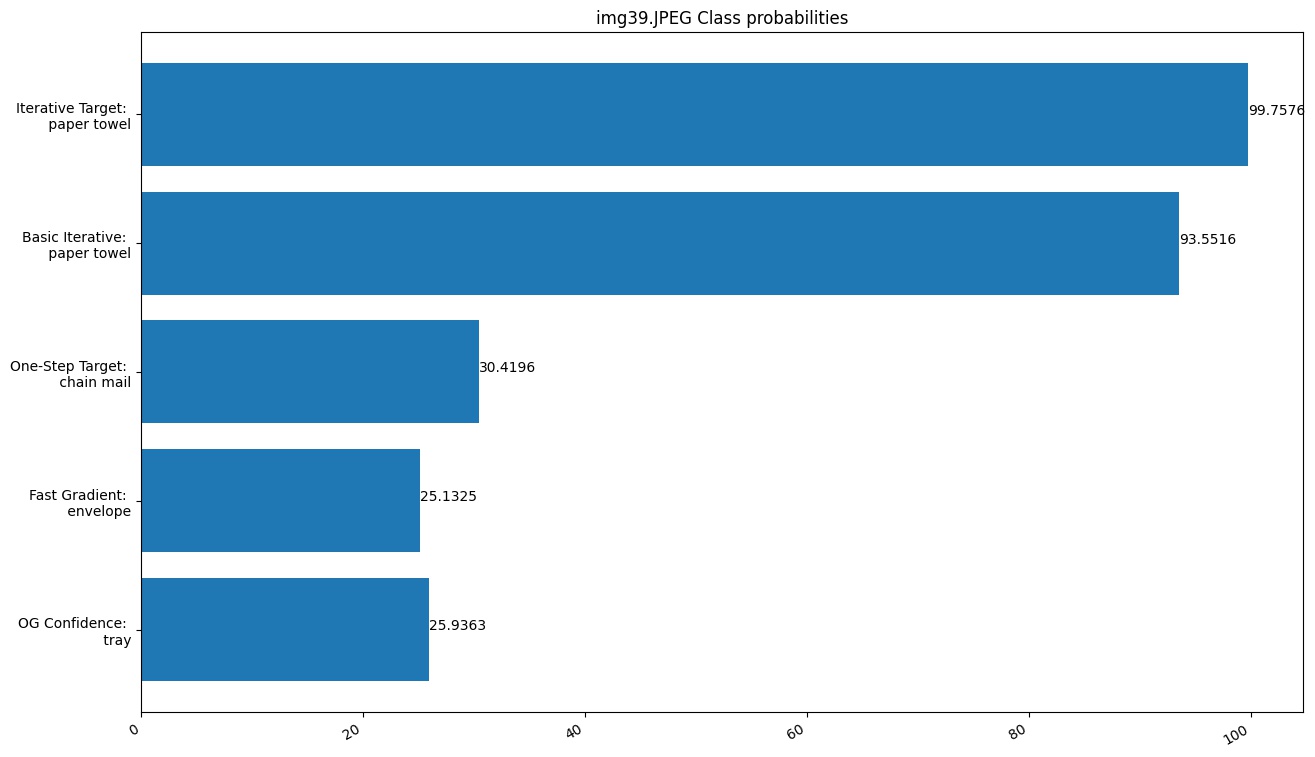 img39.JPEG Class probabilities
Iterative Target:
paper towel
99.7576
Basic Iterative:
paper towel
93.5516
One-Step Target:
chain mail
30.4196
Fast Gradient:
envelope
25.1325
OG Confidence:
tray
25.9363
0
20
40
60
80
100